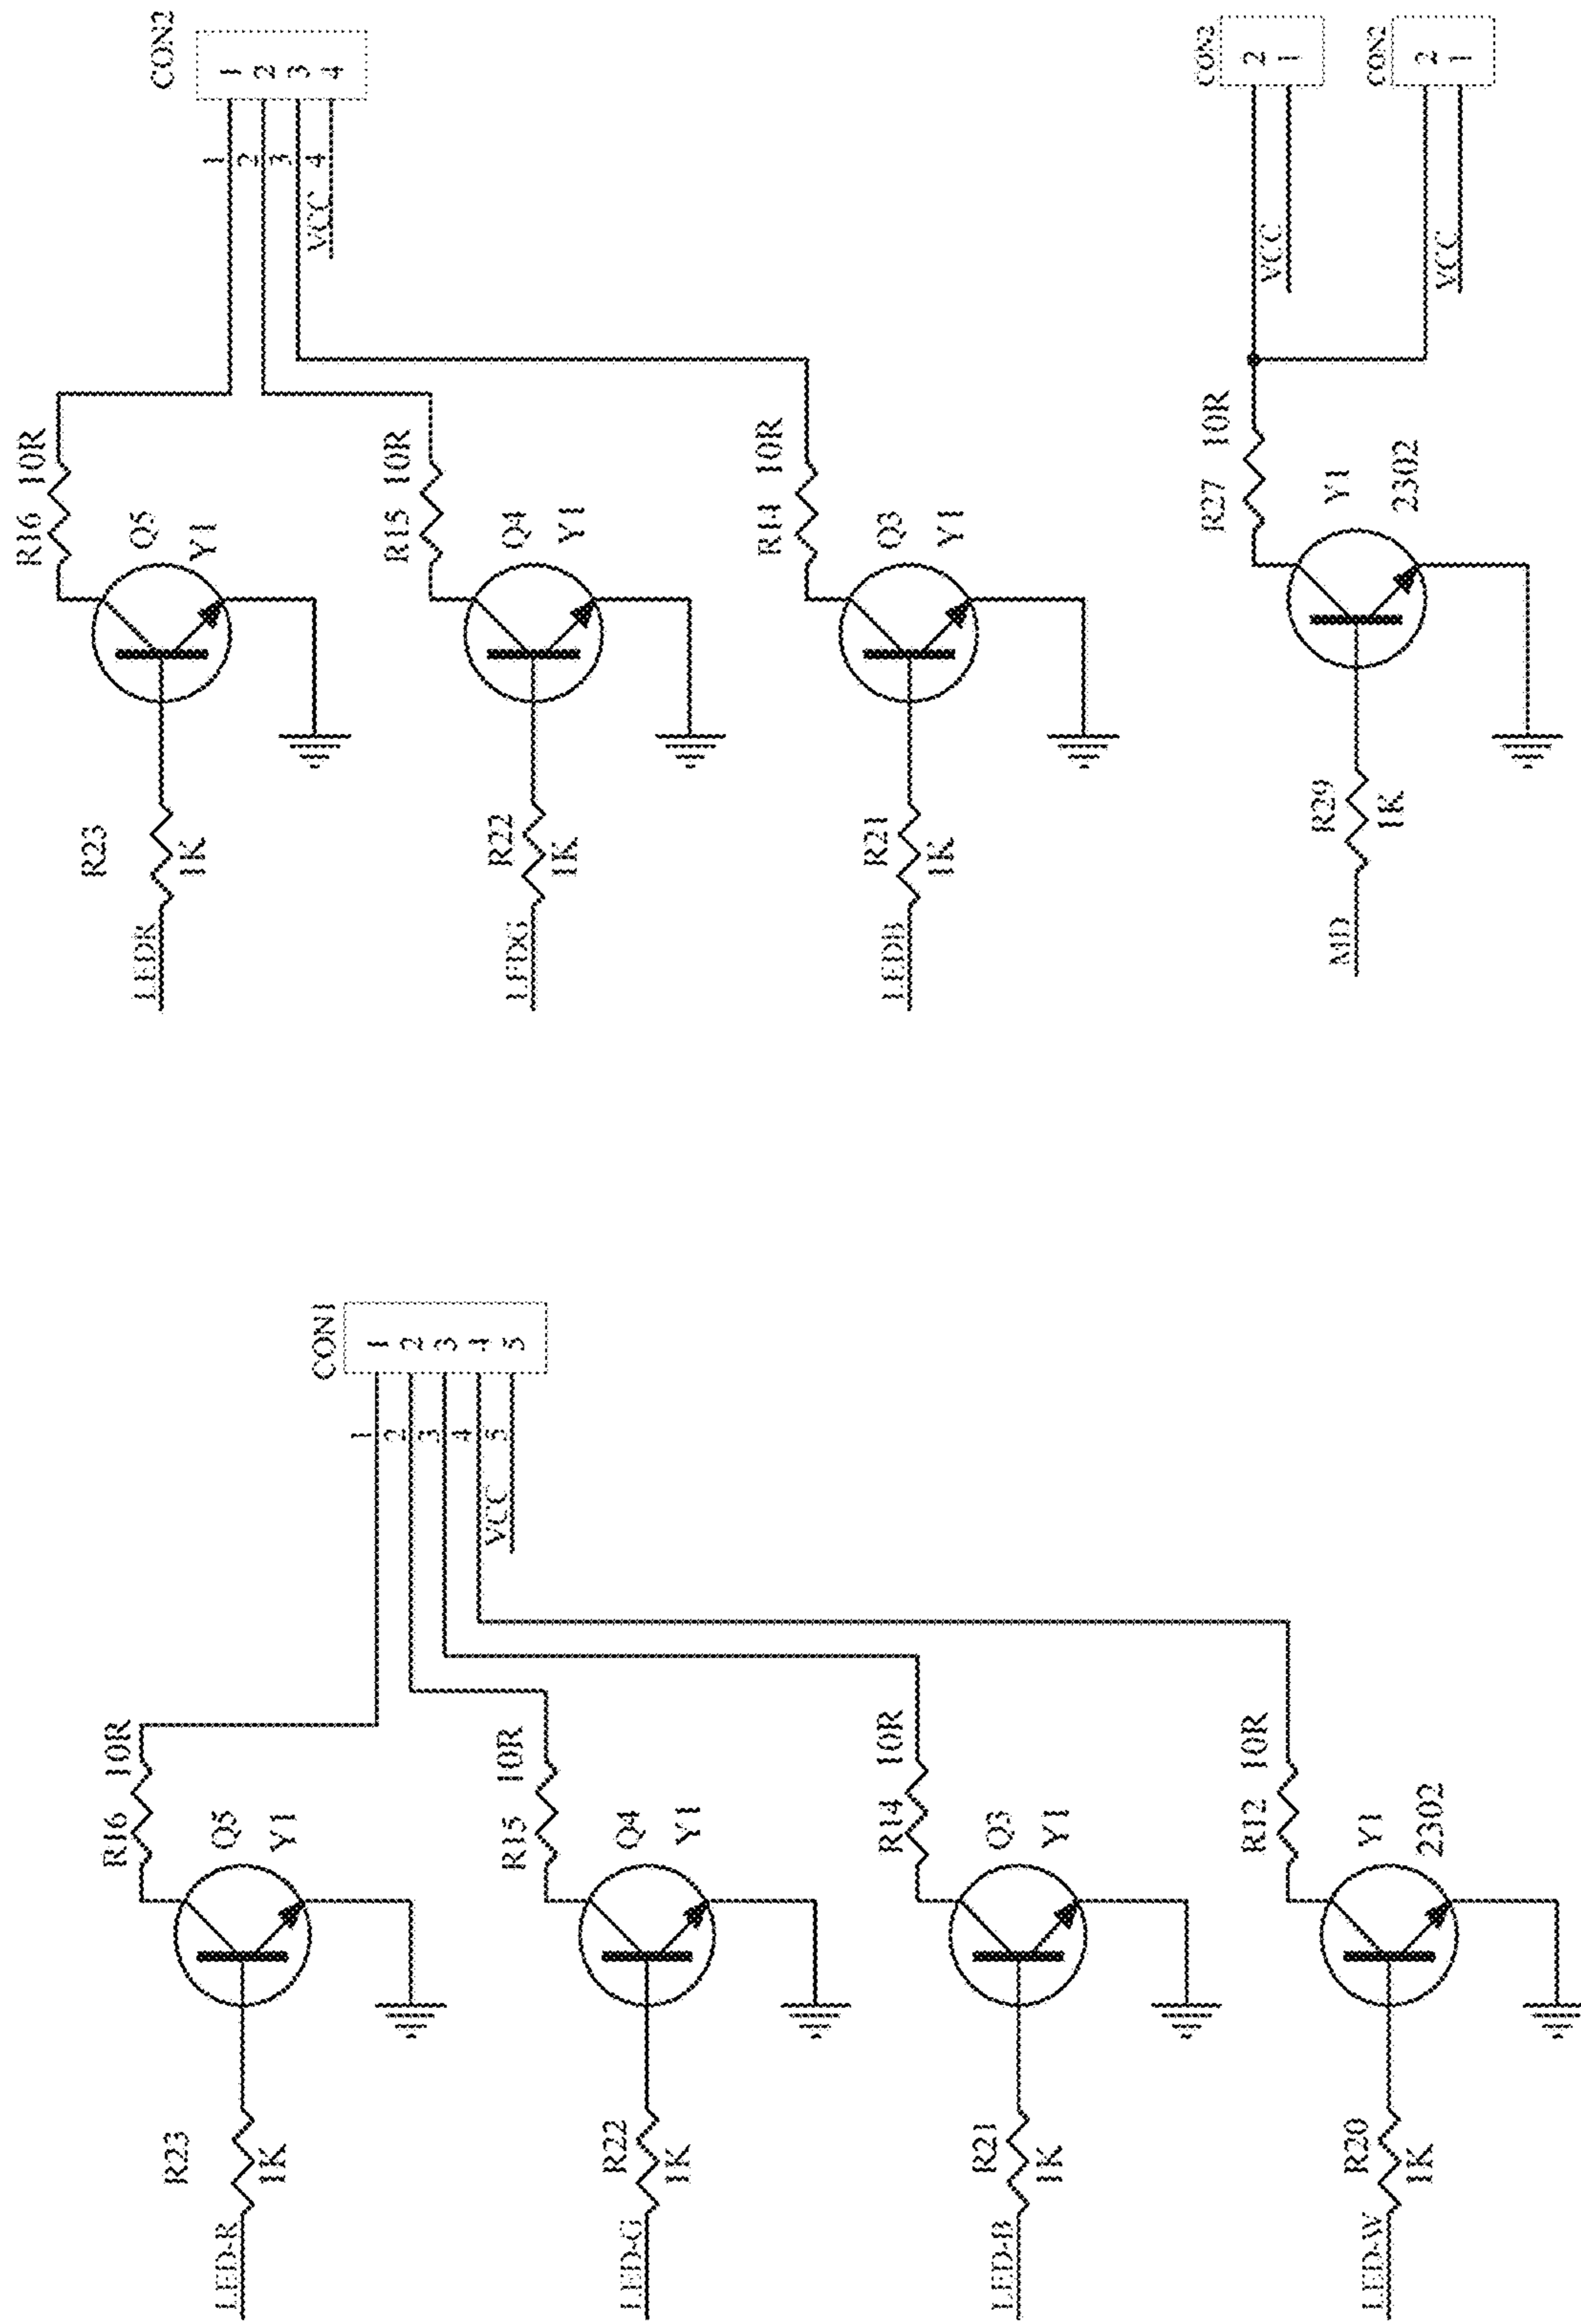 LED-R
R23
1K
Q5
Y1
R16 10R
LED-G
R22
1K
Q4
Y1
R15 10R
LED-B
R21
1K
Q3
Y1
R14 10R
LED-W
R20
1K
Y1
2302
R12 10R
1
2
3
4
VCC 5
CON1
1
2
3
4
5
LEDR
R23
1K
Q5
Y1
R16 10R
LEDG
R22
1K
Q4
Y1
R15 10R
LEDB
R21
1K
Q3
Y1
R14 10R
1
2
3
VCC 4
CON2
1
2
3
4
MD
R29
1K
Y1
2302
R27 10R
VCC
CON2
2
1
VCC
CON2
2
1